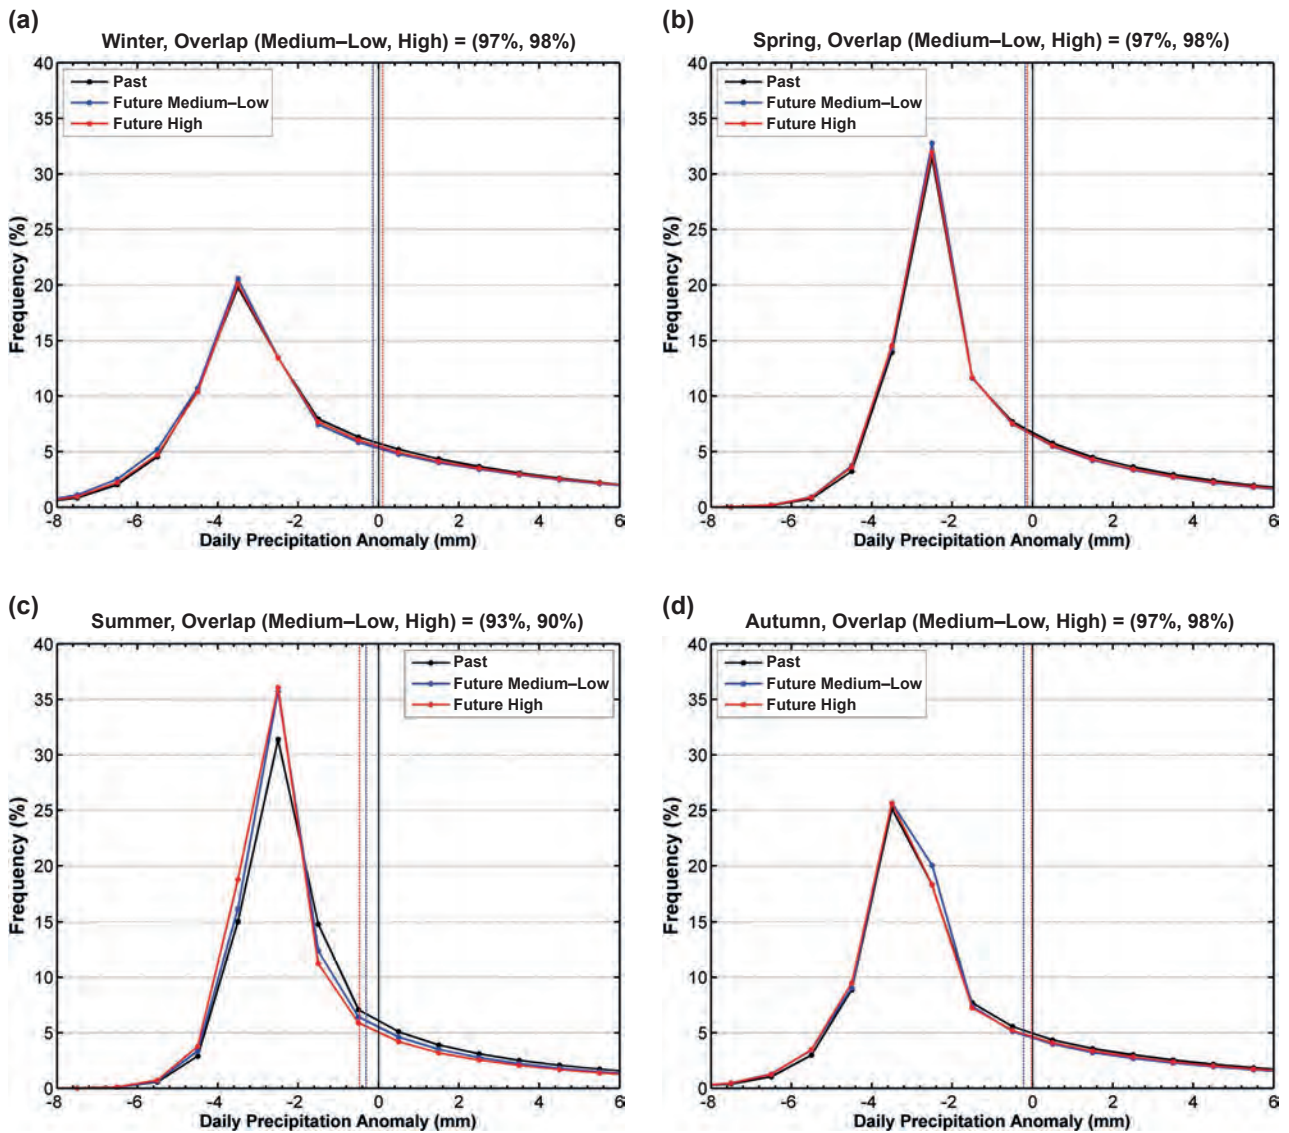 (a)
Winter, Overlap (Medium–Low, High) = (97%, 98%)
40
35
30
25
20
15
10
5
0
Frequency (%)
Past
Future Medium–Low
Future High
-8
-6
-4
-2
0
2
4
6
Daily Precipitation Anomaly (mm)
(b)
Spring, Overlap (Medium–Low, High) = (97%, 98%)
40
35
30
25
20
15
10
5
0
Frequency (%)
Past
Future Medium–Low
Future High
-8
-6
-4
-2
0
2
4
6
Daily Precipitation Anomaly (mm)
(c)
Summer, Overlap (Medium–Low, High) = (93%, 90%)
40
35
30
25
20
15
10
5
0
Frequency (%)
Past
Future Medium–Low
Future High
-8
-6
-4
-2
0
2
4
6
Daily Precipitation Anomaly (mm)
(d)
Autumn, Overlap (Medium–Low, High) = (97%, 98%)
40
35
30
25
20
15
10
5
0
Frequency (%)
Past
Future Medium–Low
Future High
-8
-6
-4
-2
0
2
4
6
Daily Precipitation Anomaly (mm)